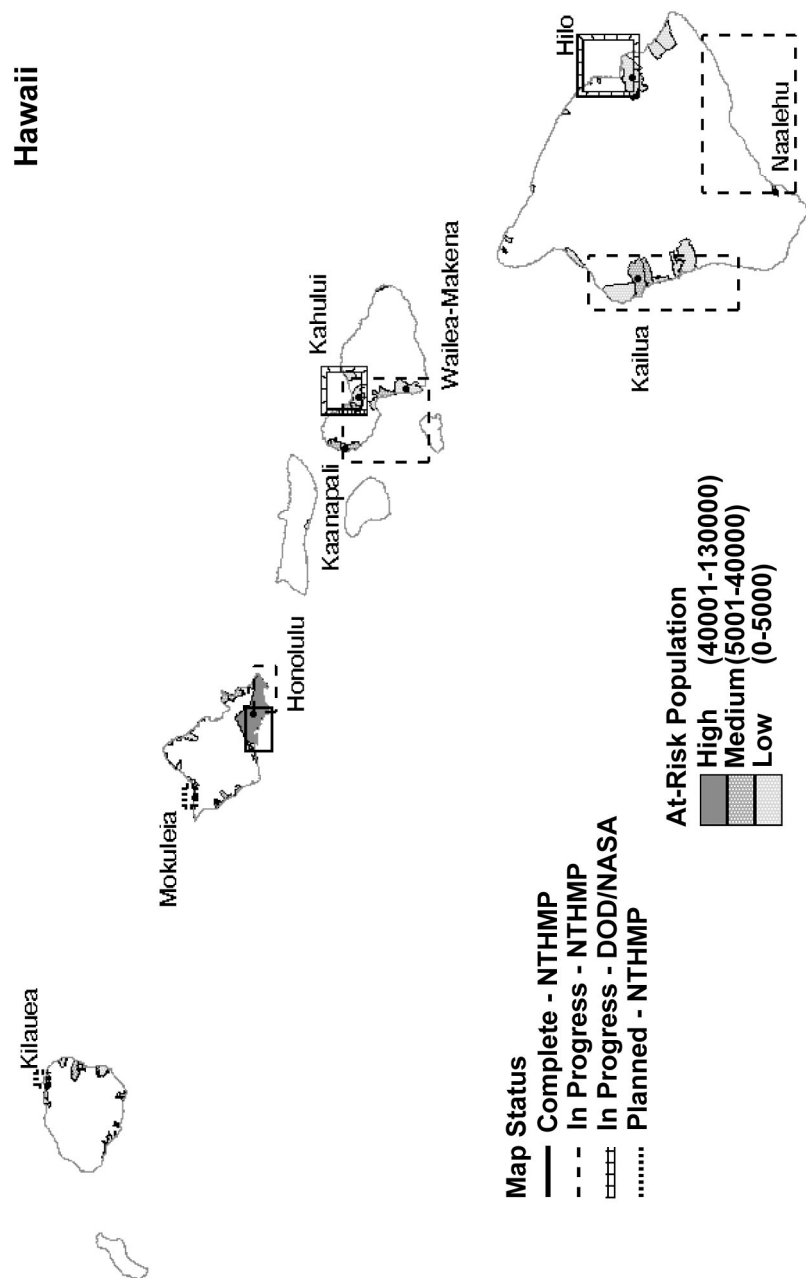 Hawaii
Kilauea
Mokuleia
Honolulu
Kaanapali
Kahului
Wailea-Makena
Hilo
Kailua
Naalehu
Map Status
Complete - NTHMP
In Progress - NTHMP
In Progress - DOD/NASA
Planned - NTHMP
At-Risk Population
High (40001-130000)
Medium(5001-40000)
Low (0-5000)